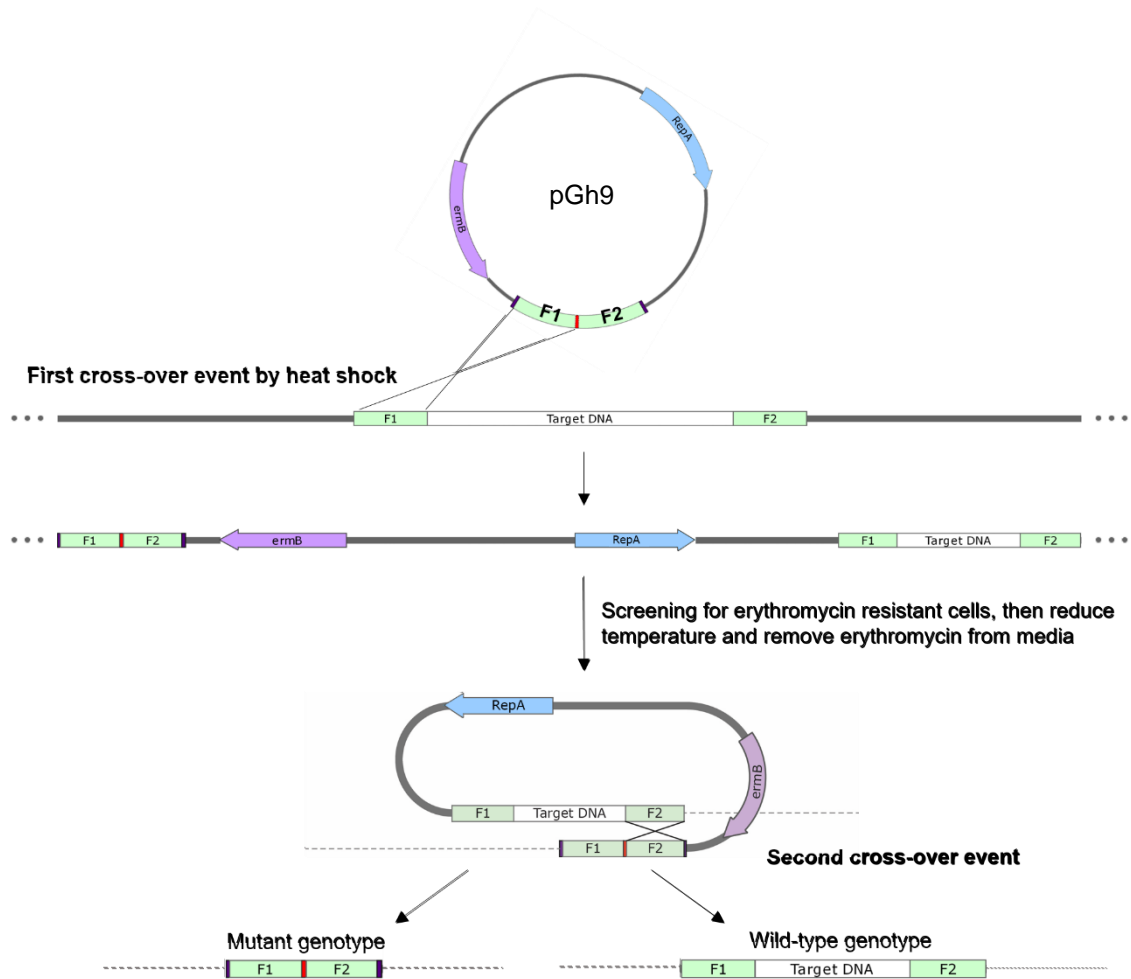 RepA
pGh9
ermB
F1 F2
First cross-over event by heat shock
F1 Target DNA F2
F1 F2 ermB RepA F1 Target DNA F2
Screening for erythromycin resistant cells, then reduce
temperature and remove erythromycin from media
RepA
ermB
F1 Target DNA F2
F1 F2
Second cross-over event
Mutant genotype
Wild-type genotype
F1 F2
F1 Target DNA F2